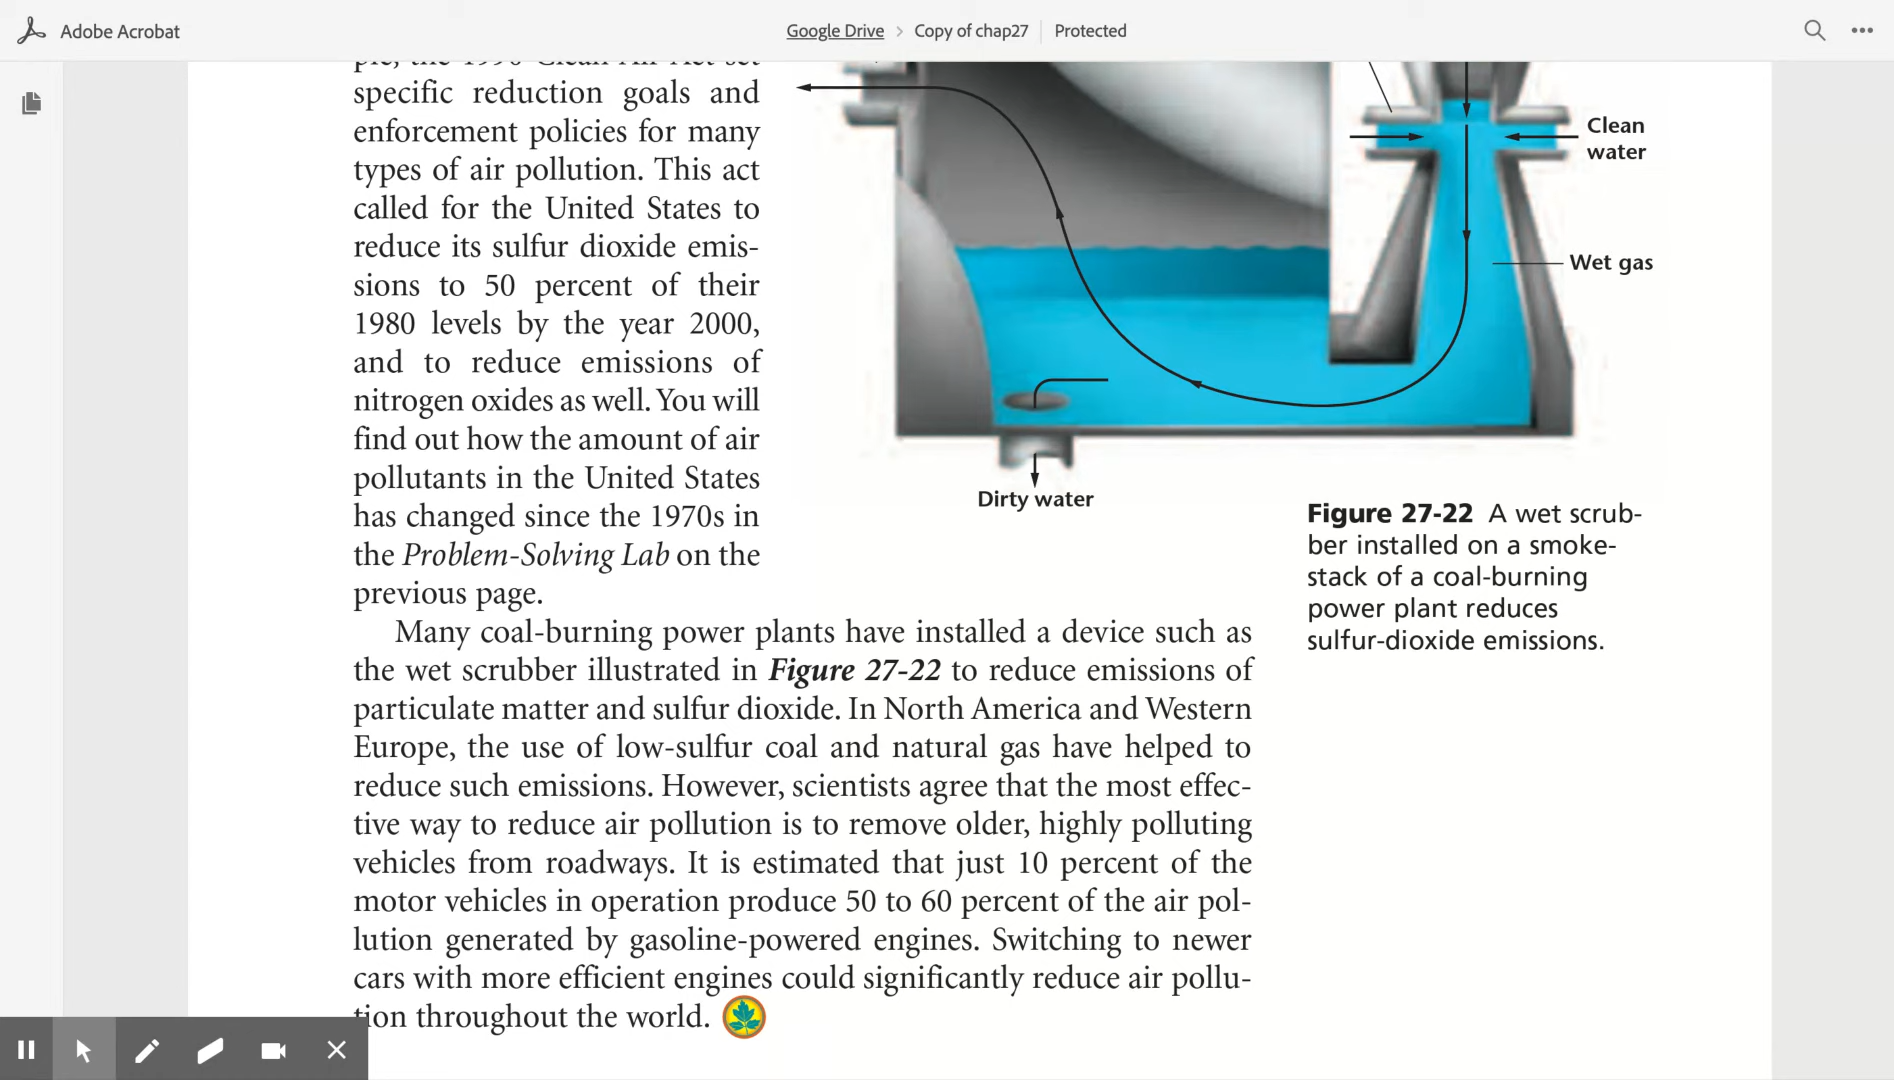 Adobe Acrobat
Google Drive > Copy of chap27 | Protected
ple, the 1990 Clean Air Act set
specific reduction goals and
enforcement policies for many
types of air pollution. This act
called for the United States to
reduce its sulfur dioxide emis-
sions to 50 percent of their
1980 levels by the year 2000,
and to reduce emissions of
nitrogen oxides as well. You will
find out how the amount of air
pollutants in the United States
has changed since the 1970s in
the Problem-Solving Lab on the
previous page.
Many coal-burning power plants have installed a device such as
the wet scrubber illustrated in Figure 27-22 to reduce emissions of
particulate matter and sulfur dioxide. In North America and Western
Europe, the use of low-sulfur coal and natural gas have helped to
reduce such emissions. However, scientists agree that the most effec-
tive way to reduce air pollution is to remove older, highly polluting
vehicles from roadways. It is estimated that just 10 percent of the
motor vehicles in operation produce 50 to 60 percent of the air pol-
lution generated by gasoline-powered engines. Switching to newer
cars with more efficient engines could significantly reduce air pollu-
tion throughout the world.
Clean
water
Wet gas
Dirty water
Figure 27-22 A wet scrub-
ber installed on a smoke-
stack of a coal-burning
power plant reduces
sulfur-dioxide emissions.